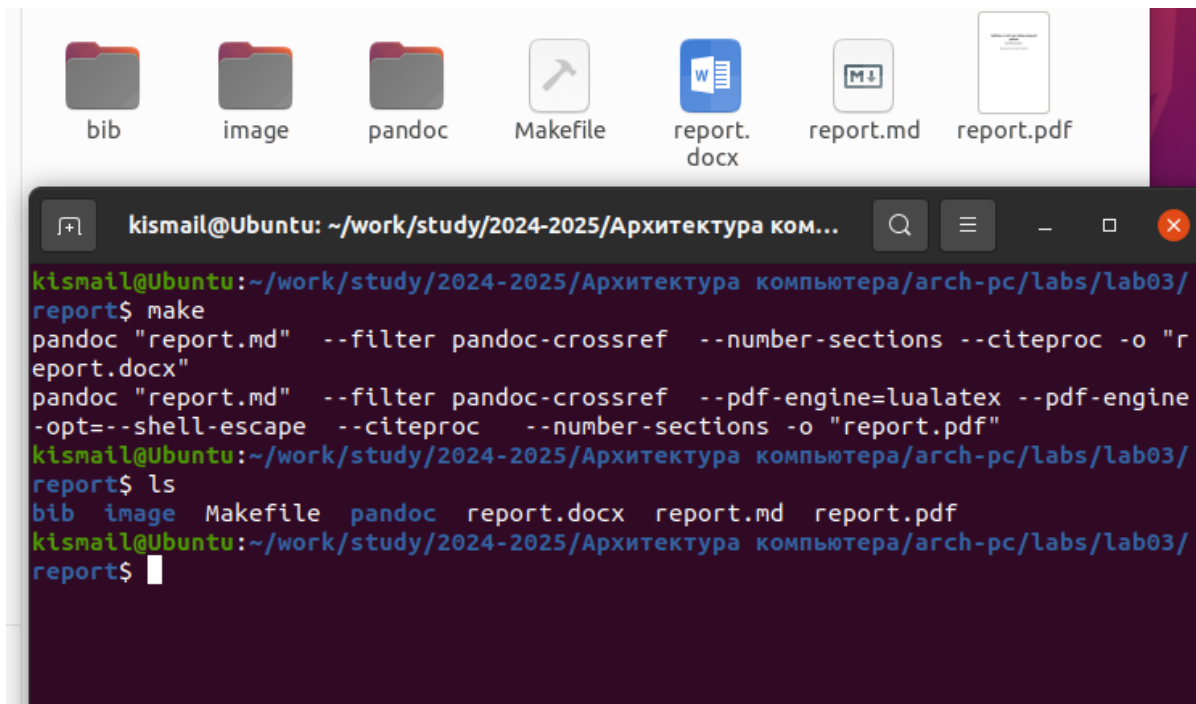 bib
image
pandoc
Makefile
report.
docx
report.md
report.pdf
W
M
kismail@Ubuntu: ~/work/study/2024-2025/Архитектура ком...
kismail@Ubuntu:~/work/study/2024-2025/Архитектура компьютера/arch-pc/labs/lab03/
report$ make
pandoc "report.md"  --filter pandoc-crossref  --number-sections --citeproc -o "r
eport.docx"
pandoc "report.md"  --filter pandoc-crossref  --pdf-engine=lualatex --pdf-engine
-opt=--shell-escape  --citeproc   --number-sections -o "report.pdf"
kismail@Ubuntu:~/work/study/2024-2025/Архитектура компьютера/arch-pc/labs/lab03/
report$ ls
bib  image  Makefile  pandoc  report.docx  report.md  report.pdf
kismail@Ubuntu:~/work/study/2024-2025/Архитектура компьютера/arch-pc/labs/lab03/
report$